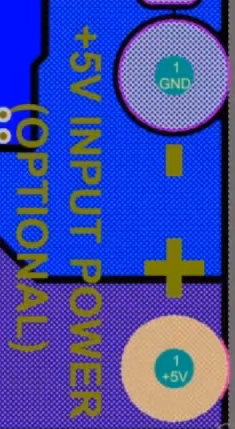 1
GND
-
+
+5V INPUT POWER
(OPTIONAL)
1
+5V